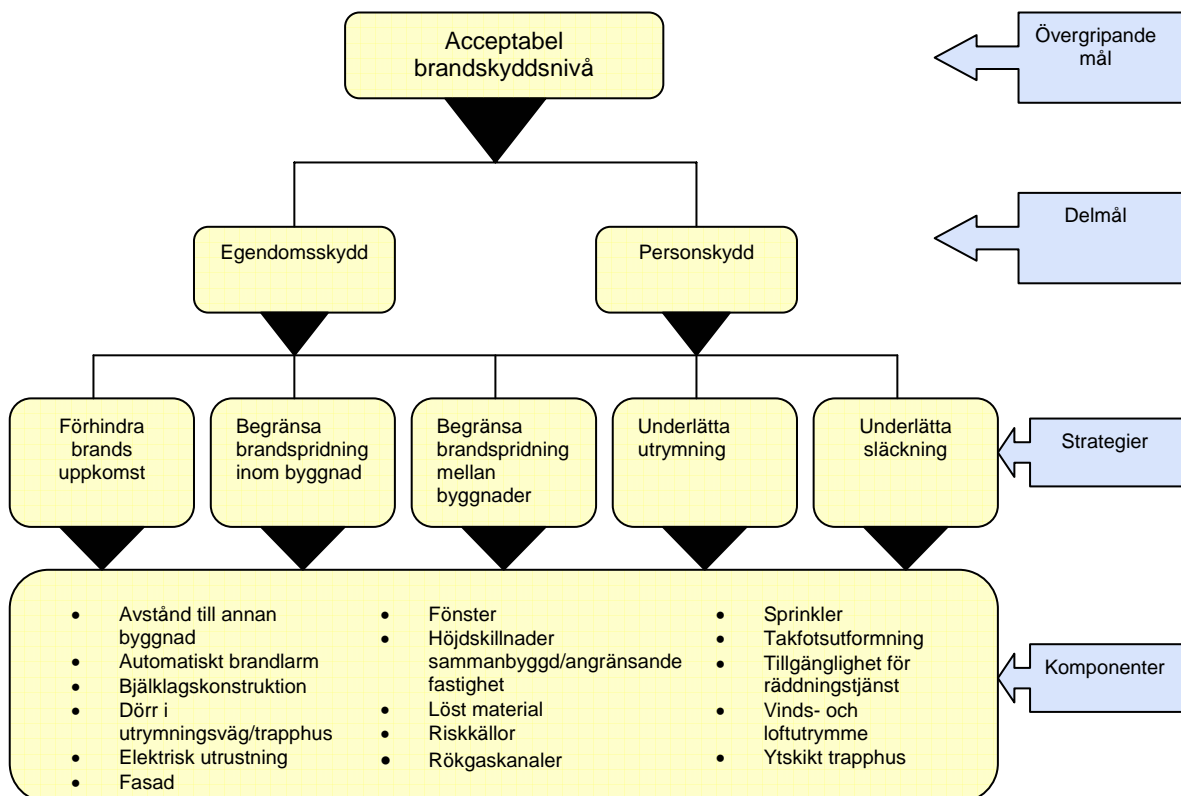 Acceptabel
brandskyddsnivå
Övergripande
mål
Delmål
Egendomsskydd
Personskydd
Förhindra
brands
uppkomst
Begränsa
brandspridning
inom byggnad
Begränsa
brandspridning
mellan
byggnader
Underlätta
utrymning
Underlätta
släckning
Strategier
• Avstånd till annan
byggnad
• Automatiskt brandlarm
• Bjälklagskonstruktion
• Dörr i
utrymningsväg/trapphus
• Elektrisk utrustning
• Fasad
• Fönster
• Höjdskillnader
sammanbyggd/angränsande
fastighet
• Löst material
• Riskkällor
• Rökgaskanaler
• Sprinkler
• Takfotsutformning
• Tillgänglighet för
räddningstjänst
• Vinds- och
loftutrymme
• Ytskikt trapphus
Komponenter